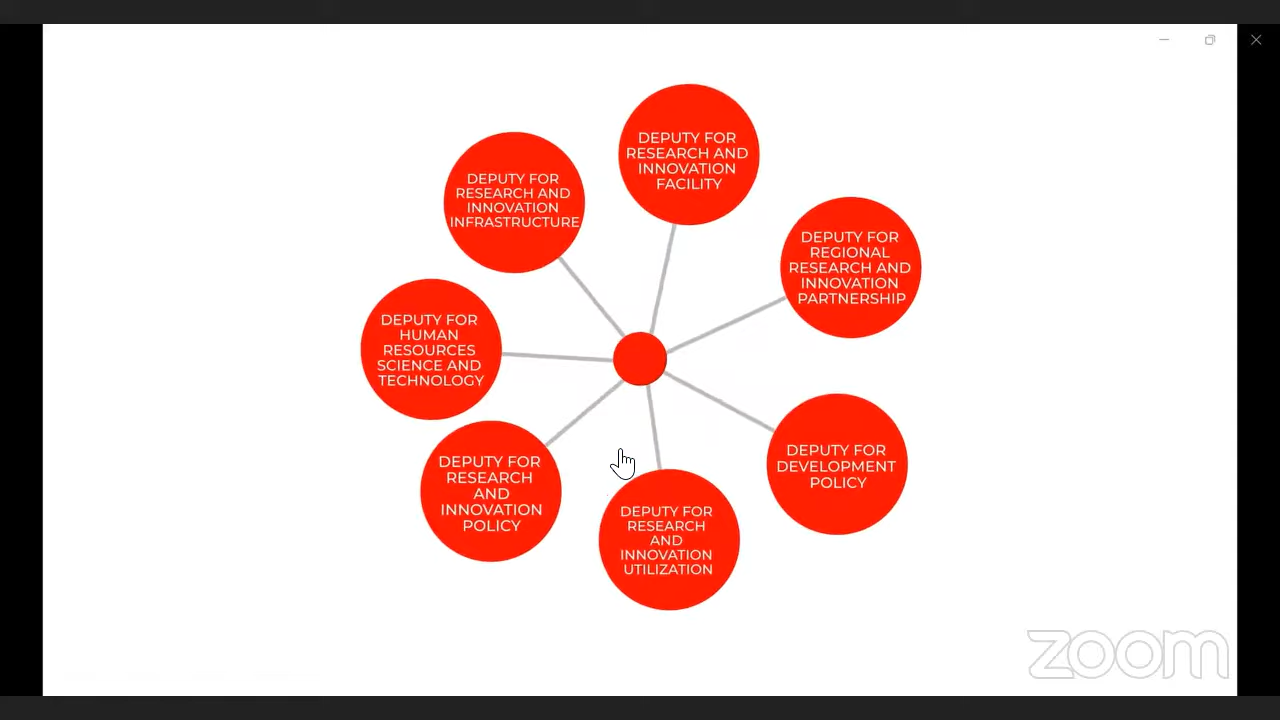 DEPUTY FOR
RESEARCH AND
INNOVATION
FACILITY
DEPUTY FOR
RESEARCH AND
INNOVATION
INFRASTRUCTURE
DEPUTY FOR
REGIONAL
RESEARCH AND
INNOVATION
PARTNERSHIP
DEPUTY FOR
HUMAN
RESOURCES
SCIENCE AND
TECHNOLOGY
DEPUTY FOR
DEVELOPMENT
POLICY
DEPUTY FOR
RESEARCH
AND
INNOVATION
POLICY
DEPUTY FOR
RESEARCH
AND
INNOVATION
UTILIZATION
zoom